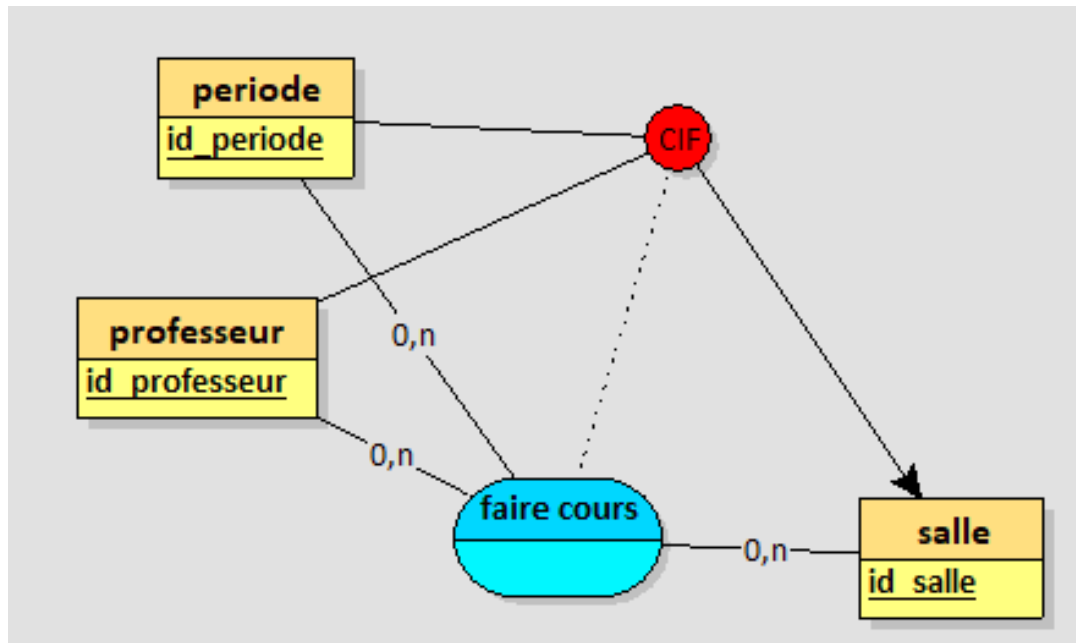 periode
id_periode
CIF
professeur
id_professeur
0,n
0,n
faire cours
0,n
salle
id_salle